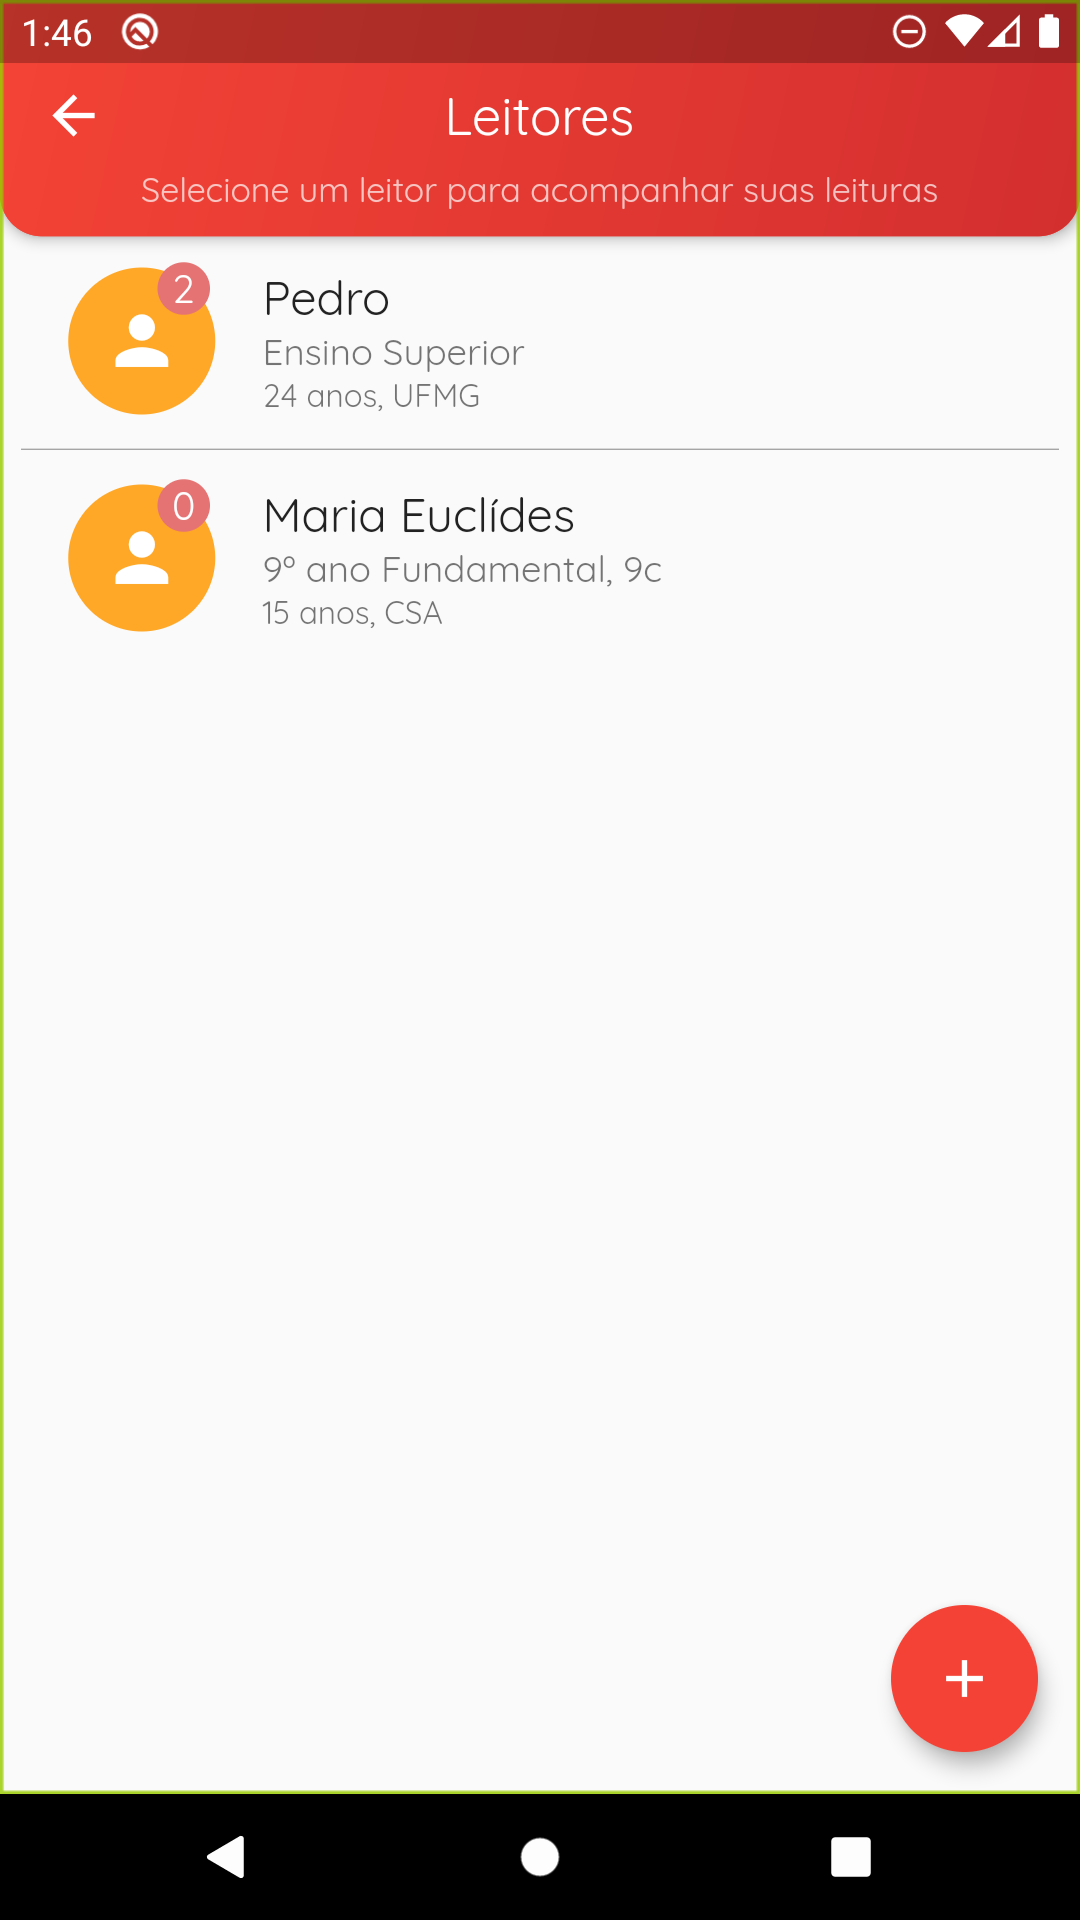 1:46
Leitores
Selecione um leitor para acompanhar suas leituras
2
Pedro
Ensino Superior
24 anos, UFMG
0
Maria Euclídes
9º ano Fundamental, 9c
15 anos, CSA